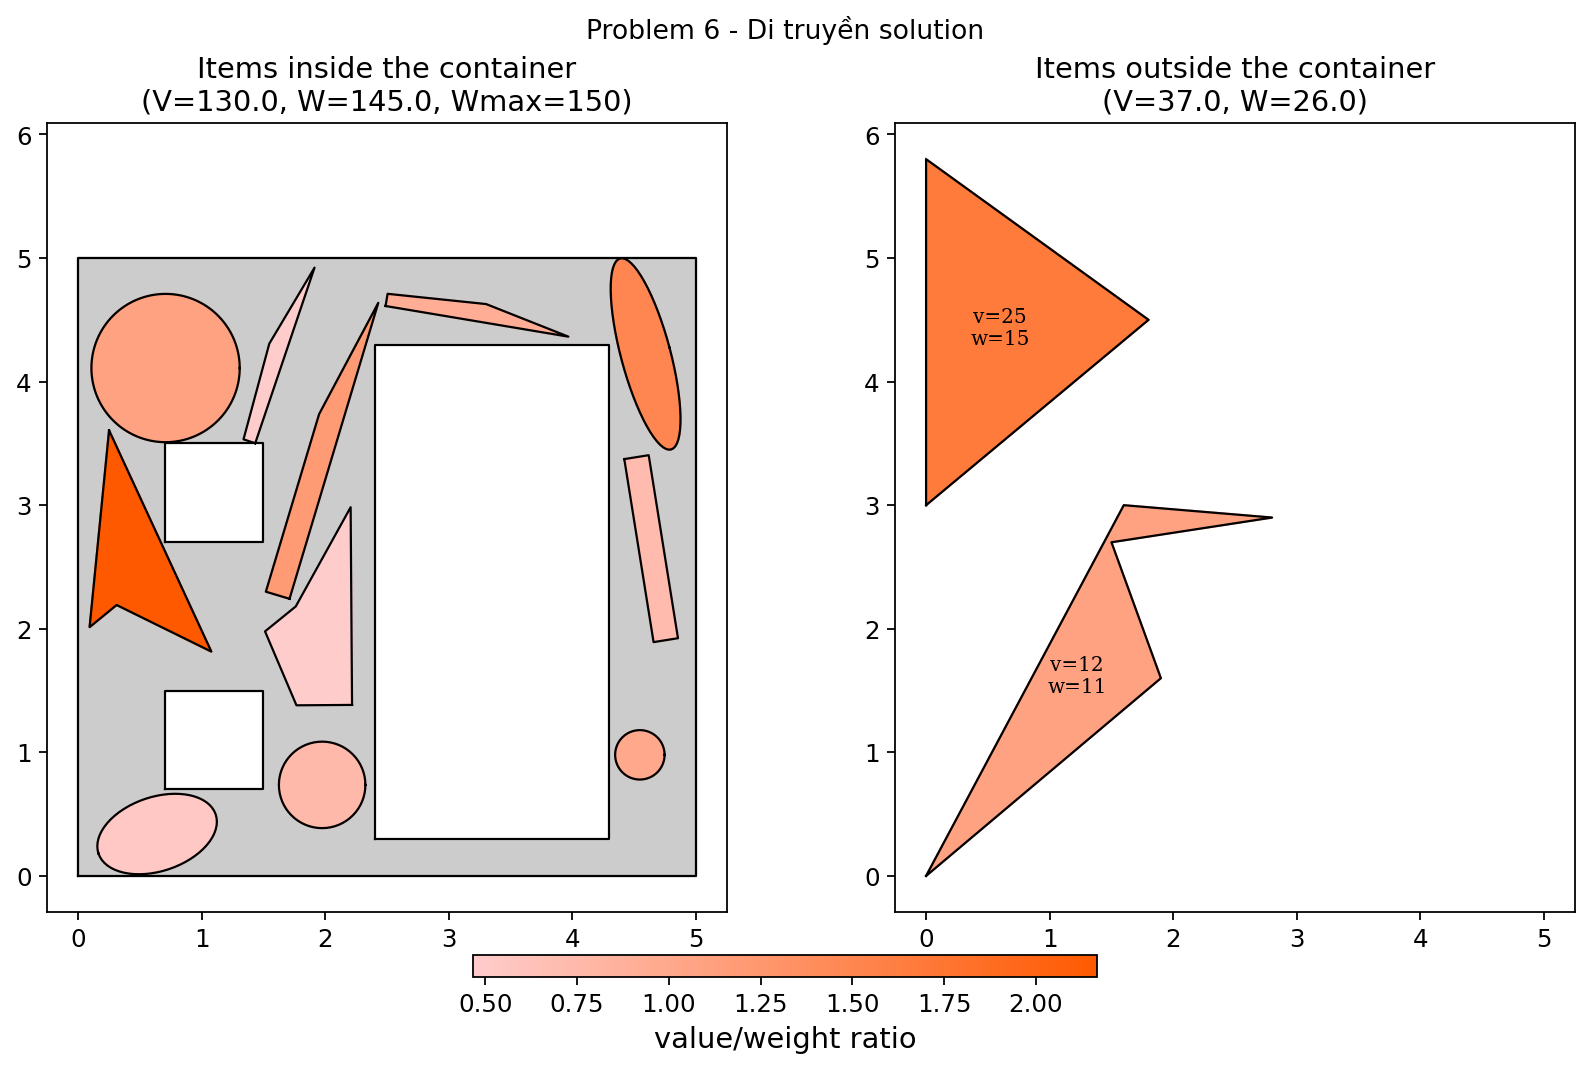 Problem 6 - Di truyền solution
Items inside the container
(V=130.0, W=145.0, Wmax=150)
6
5
4
3
2
1
0
0 1 2 3 4 5
Items outside the container
(V=37.0, W=26.0)
6
5
4
3
2
1
0
v=25
w=15
v=12
w=11
0 1 2 3 4 5
0.50 0.75 1.00 1.25 1.50 1.75 2.00
value/weight ratio